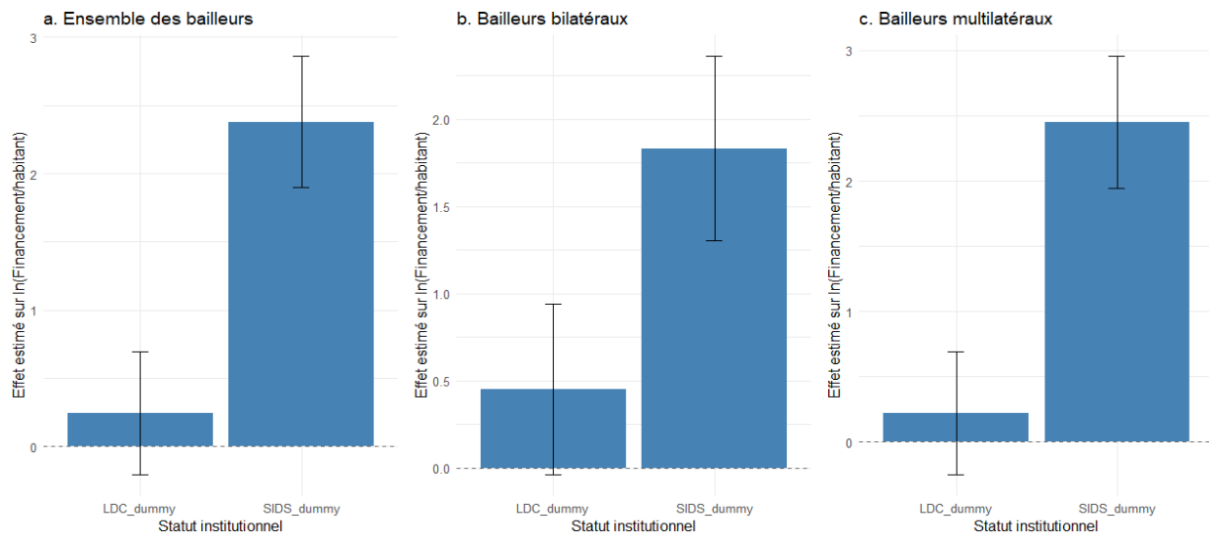 a. Ensemble des bailleurs
Effet estimé sur ln(Financement/habitant)
3
2
1
0
LDC_dummy SIDS_dummy
Statut institutionnel
b. Bailleurs bilatéraux
Effet estimé sur ln(Financement/habitant)
2.0
1.5
1.0
0.5
0.0
LDC_dummy SIDS_dummy
Statut institutionnel
c. Bailleurs multilatéraux
Effet estimé sur ln(Financement/habitant)
3
2
1
0
LDC_dummy SIDS_dummy
Statut institutionnel